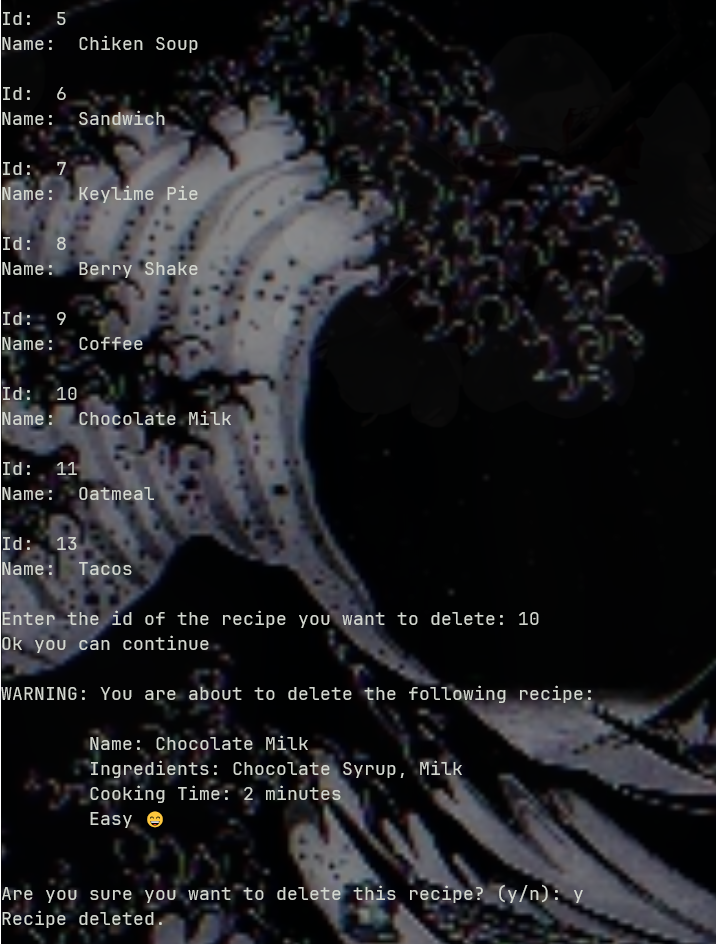 Id:  5
Name:  Chiken Soup
Id:  6
Name:  Sandwich
Id:  7
Name:  Keylime Pie
Id:  8
Name:  Berry Shake
Id:  9
Name:  Coffee
Id:  10
Name:  Chocolate Milk
Id:  11
Name:  Oatmeal
Id:  13
Name:  Tacos
Enter the id of the recipe you want to delete: 10
Ok you can continue
WARNING: You are about to delete the following recipe:
Name: Chocolate Milk
Ingredients: Chocolate Syrup, Milk
Cooking Time: 2 minutes
Easy 😄
Are you sure you want to delete this recipe? (y/n): y
Recipe deleted.